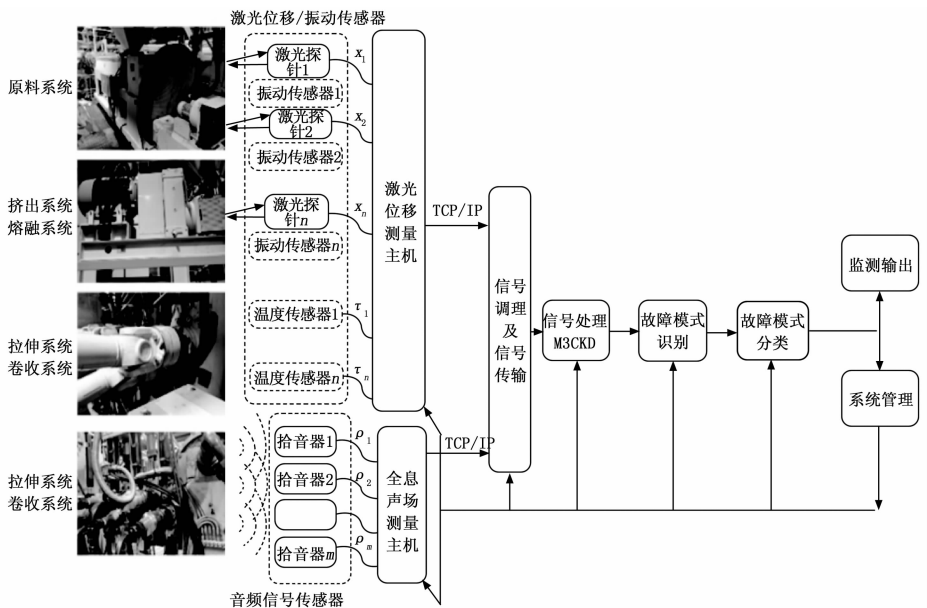 激光位移/振动传感器
原料系统
激光探
针1
x1
振动传感器1
激光探
针2
x2
振动传感器2
挤出系统
熔融系统
激光探
针n
xn
振动传感器n
激光
位移
测量
主机
TCP/IP
温度传感器1
τ1
温度传感器n
τn
拉伸系统
卷收系统
信号
调理
及
信号
传输
信号处理
M3CKD
故障模式
识别
故障模式
分类
监测输出
系统管理
拉伸系统
卷收系统
拾音器1
ρ1
拾音器2
ρ2
拾音器m
ρm
全息
声场
测量
主机
TCP/IP
音频信号传感器